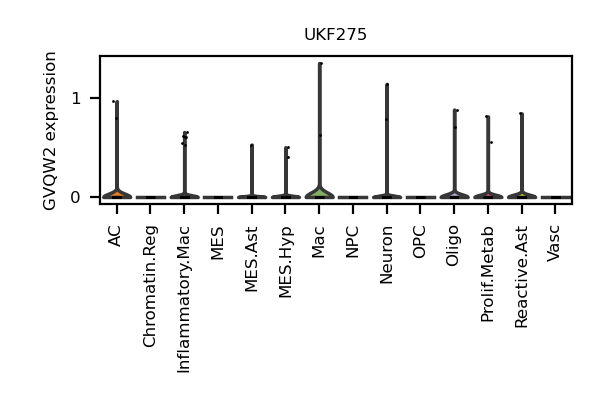 UKF275
GVQW2 expression
1
0
AC
Chromatin.Reg
Inflammatory.Mac
MES
MES.Ast
MES.Hyp
Mac
NPC
Neuron
OPC
Oligo
Prolif.Metab
Reactive.Ast
Vasc